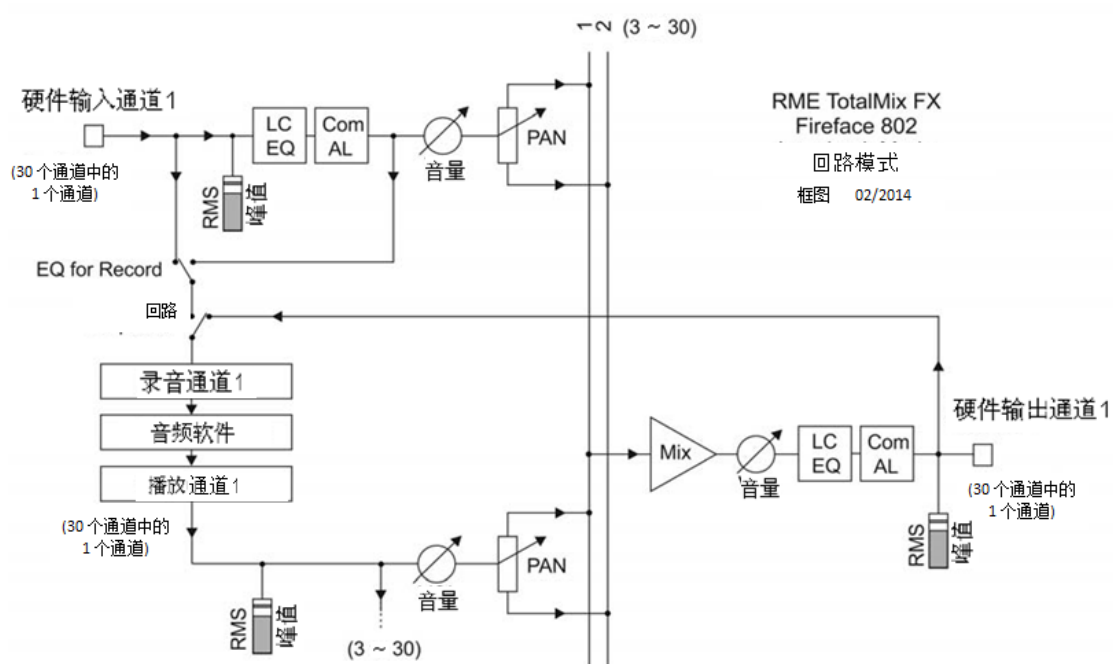 1 2 (3 ~ 30)
硬件输入通道1
(30 个通道中的
1 个通道)
LC
EQ
Com
AL
音量
PAN
RMS
峰值
RME TotalMix FX
Fireface 802
回路模式
框图 02/2014
EQ for Record
回路
录音通道1
音频软件
播放通道1
(30 个通道中的
1 个通道)
RMS
峰值
(3 ~ 30)
音量
PAN
Mix
音量
LC
EQ
Com
AL
硬件输出通道1
(30 个通道中的
1 个通道)
RMS
峰值